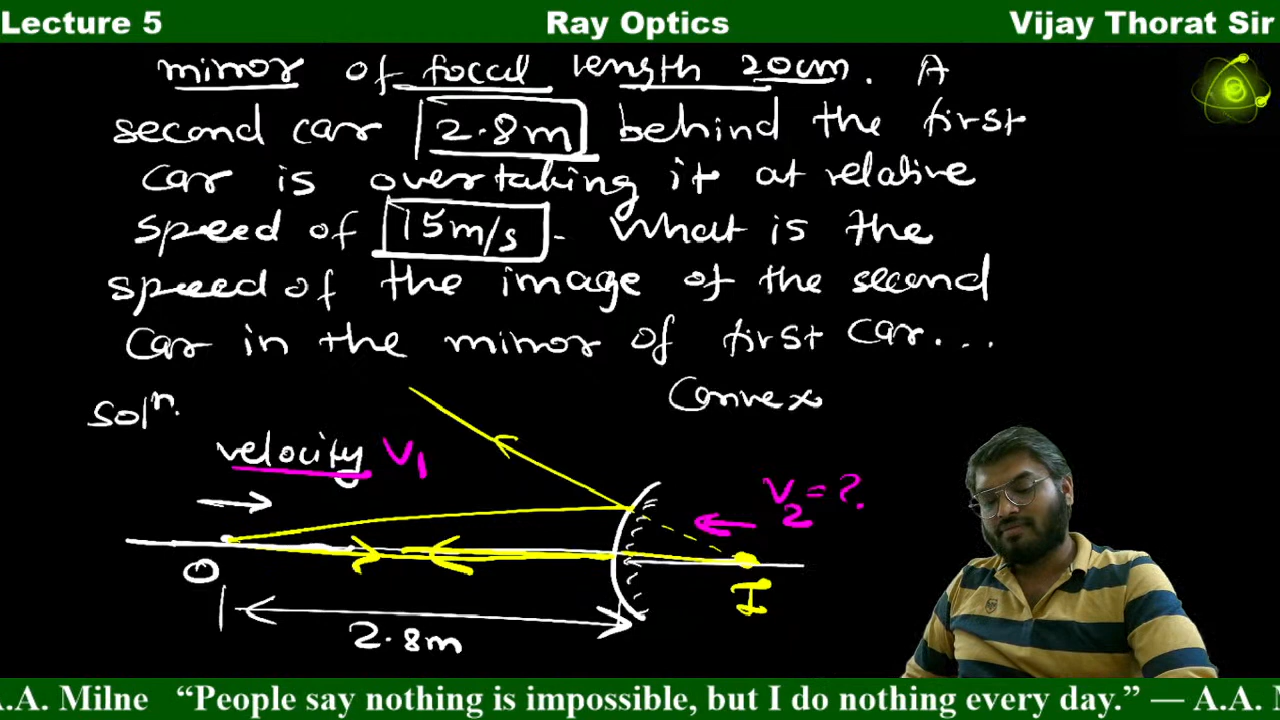 Lecture 5 Ray Optics Vijay Thorat Sir
mirror of focal length 20cm. A
second car 2.8m behind the first
car is overtaking it at relative
speed of 15m/s. What is the
speed of the image of the second
car in the mirror of first car...
Solⁿ.
Convex
velocity V₁
V₂ = ?
O
I
2.8m
A.A. Milne “People say nothing is impossible, but I do nothing every day.” — A.A. M